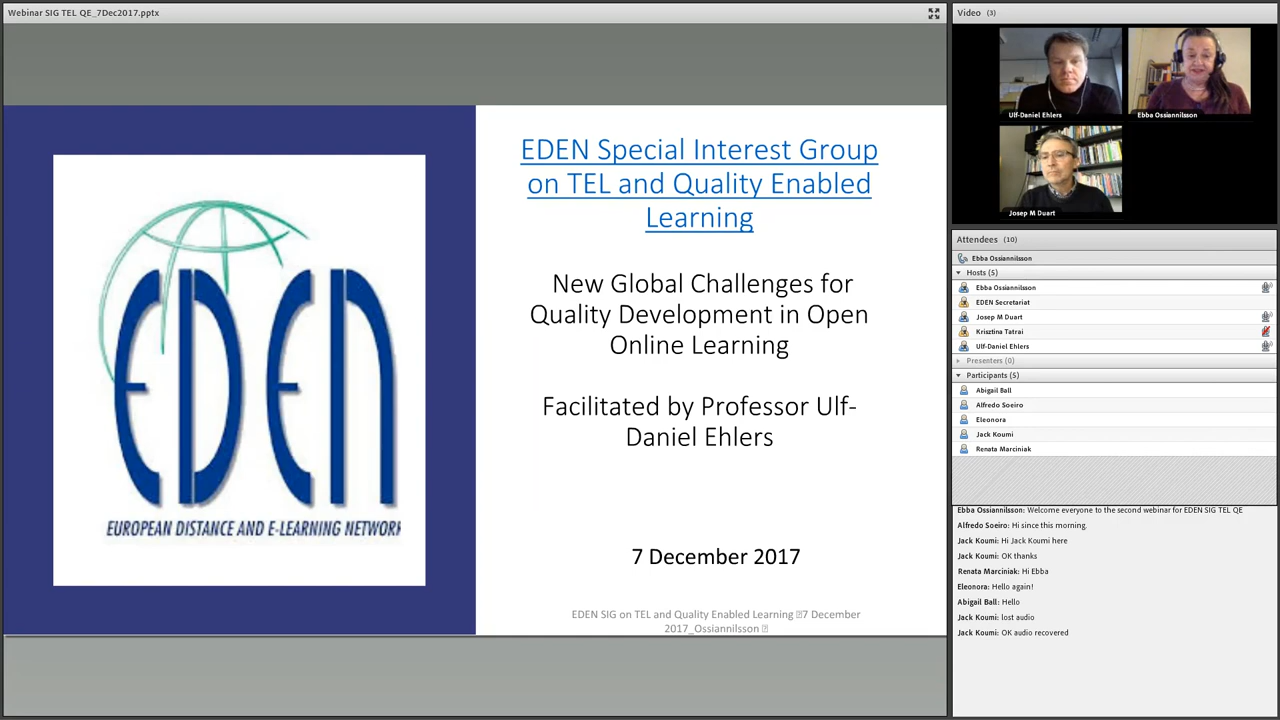 Webinar SIG TEL QE_7Dec2017.pptx
EDEN
EUROPEAN DISTANCE AND E-LEARNING NETWORK
EDEN Special Interest Group
on TEL and Quality Enabled
Learning
New Global Challenges for
Quality Development in Open
Online Learning
Facilitated by Professor Ulf-
Daniel Ehlers
7 December 2017
EDEN SIG on TEL and Quality Enabled Learning 7 December
2017_Ossiannilsson
Video (3)
Ulf-Daniel Ehlers
Ebba Ossiannilsson
Josep M Duart
Attendees (10)
Ebba Ossiannilsson
Hosts (5)
Ebba Ossiannilsson
EDEN Secretariat
Josep M Duart
Krisztina Tatrai
Ulf-Daniel Ehlers
Presenters (0)
Participants (5)
Abigail Ball
Alfredo Soeiro
Eleonora
Jack Koumi
Renata Marciniak
Ebba Ossiannilsson: Welcome everyone to the second webinar for EDEN SIG TEL QE
Alfredo Soeiro: Hi since this morning.
Jack Koumi: Hi Jack Koumi here
Jack Koumi: OK thanks
Renata Marciniak: Hi Ebba
Eleonora: Hello again!
Abigail Ball: Hello
Jack Koumi: lost audio
Jack Koumi: OK audio recovered